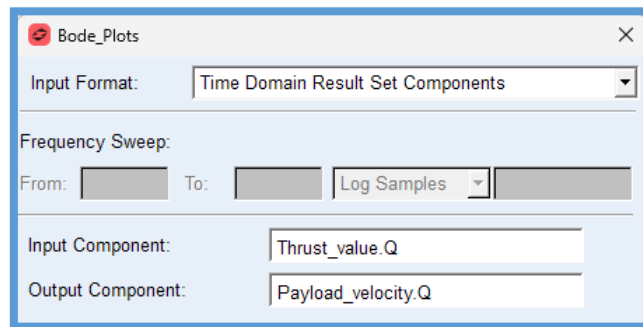 Bode_Plots
Input Format: Time Domain Result Set Components
Frequency Sweep:
From: To: Log Samples
Input Component: Thrust_value.Q
Output Component: Payload_velocity.Q